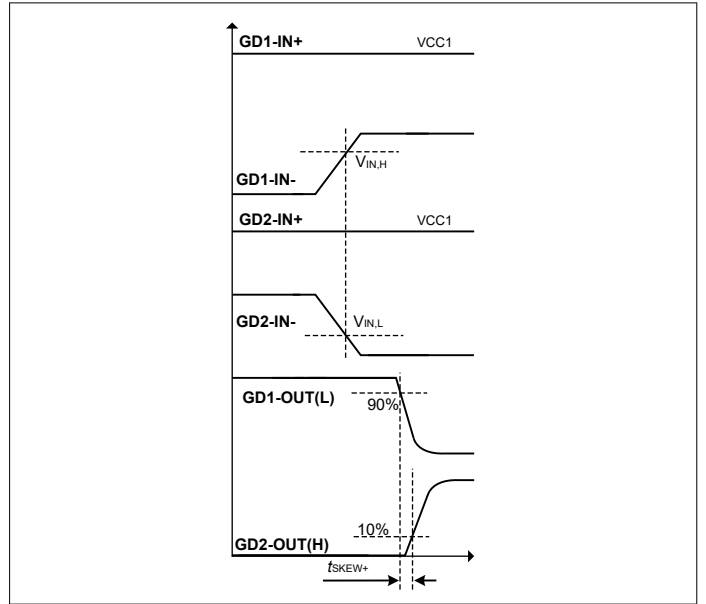 GD1-IN+ VCC1
VIN,H
GD1-IN-
GD2-IN+ VCC1
GD2-IN- VIN,L
GD1-OUT(L)
90%
10%
GD2-OUT(H)
tSKEW+